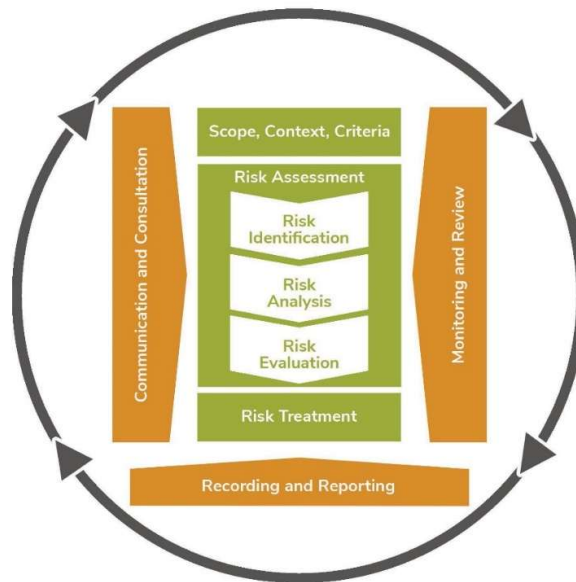 Scope, Context, Criteria
Risk Assessment
Risk
Identification
Risk
Analysis
Risk
Evaluation
Risk Treatment
Communication and Consultation
Monitoring and Review
Recording and Reporting